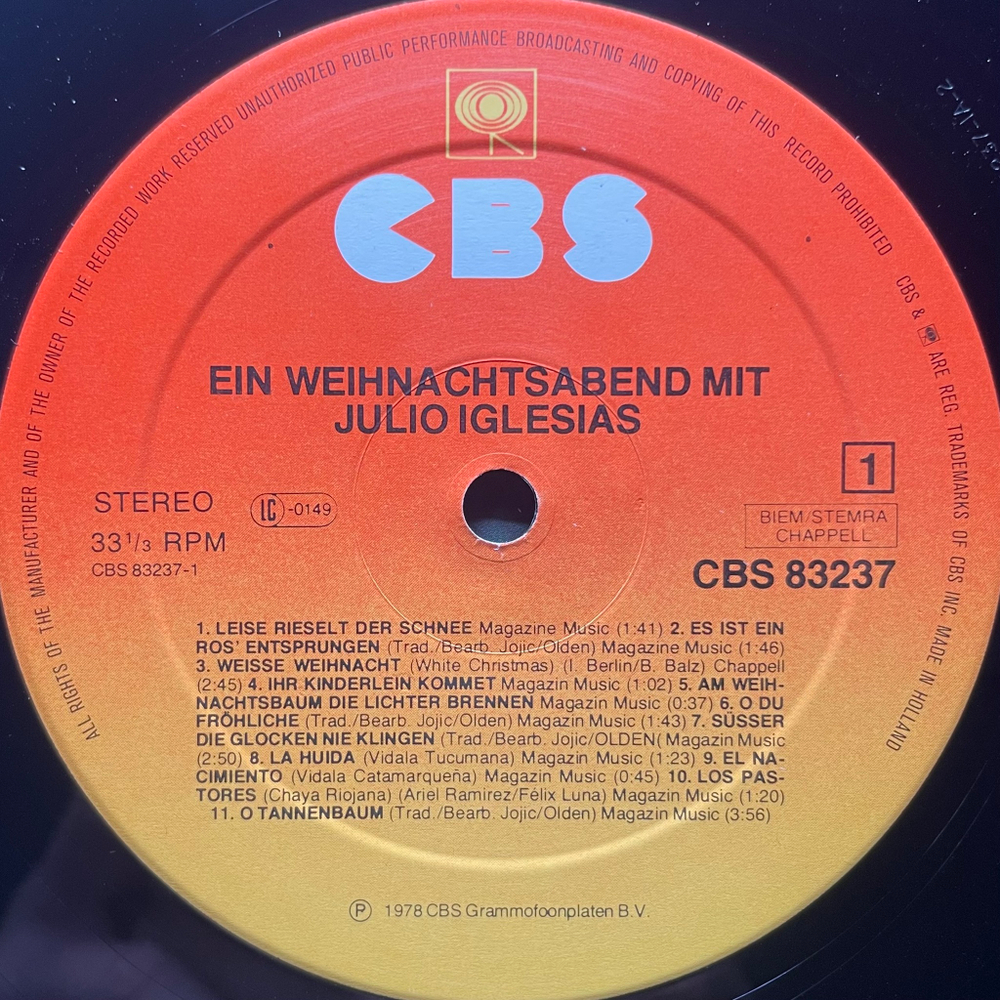 ALL RIGHTS OF THE MANUFACTURER AND OF THE OWNER OF THE RECORDED WORK RESERVED UNAUTHORIZED PUBLIC PERFORMANCE BROADCASTING AND COPYING OF THIS RECORD PROHIBITED
CBS & ARE REG. TRADEMARKS OF CBS INC. MADE IN HOLLAND
CBS
EIN WEIHNACHTSABEND MIT
JULIO IGLESIAS
1
STEREO
LC-0149
33 1/3 RPM
CBS 83237-1
BIEM/STEMRA
CHAPPELL
CBS 83237
1. LEISE RIESELT DER SCHNEE Magazine Music (1:41) 2. ES IST EIN
ROS' ENTSPRUNGEN (Trad./Bearb. Jojic/Olden) Magazine Music (1:46)
3. WEISSE WEIHNACHT (White Christmas) (I. Berlin/B. Balz) Chappell
(2:45) 4. IHR KINDERLEIN KOMMET Magazin Music (1:02) 5. AM WEIH-
NACHTSBAUM DIE LICHTER BRENNEN Magazin Music (0:37) 6. O DU
FRÖHLICHE (Trad./Bearb. Jojic/Olden) Magazin Music (1:43) 7. SÜSSER
DIE GLOCKEN NIE KLINGEN (Trad./Bearb. Jojic/OLDEN( Magazin Music
(2:50) 8. LA HUIDA (Vidala Tucumana) Magazin Music (1:23) 9. EL NA-
CIMIENTO (Vidala Catamarqueña) Magazin Music (0:45) 10. LOS PAS-
TORES (Chaya Riojana) (Ariel Ramirez/Félix Luna) Magazin Music (1:20)
11. O TANNENBAUM (Trad./Bearb. Jojic/Olden) Magazin Music (3:56)
℗ 1978 CBS Grammofoonplaten B.V.